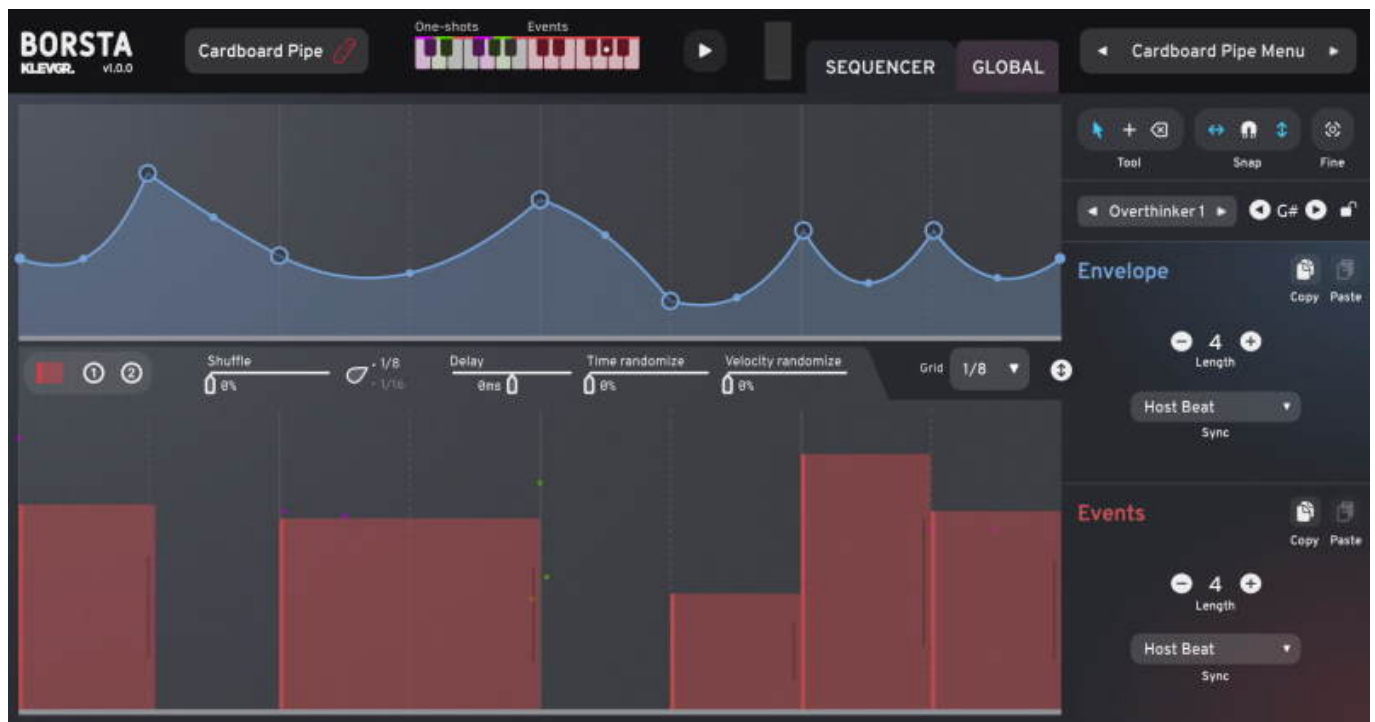 BORSTA
KLEVGR. v1.0.0
Cardboard Pipe
One-shots Events
SEQUENCER GLOBAL
Cardboard Pipe Menu
Tool Snap Fine
Overthinker 1 G#
Envelope
Copy Paste
4
Length
Host Beat
Sync
1 2
Shuffle
0%
1/8
1/16
Delay
0ms
Time randomize
0%
Velocity randomize
0%
Grid 1/8
Events
Copy Paste
4
Length
Host Beat
Sync